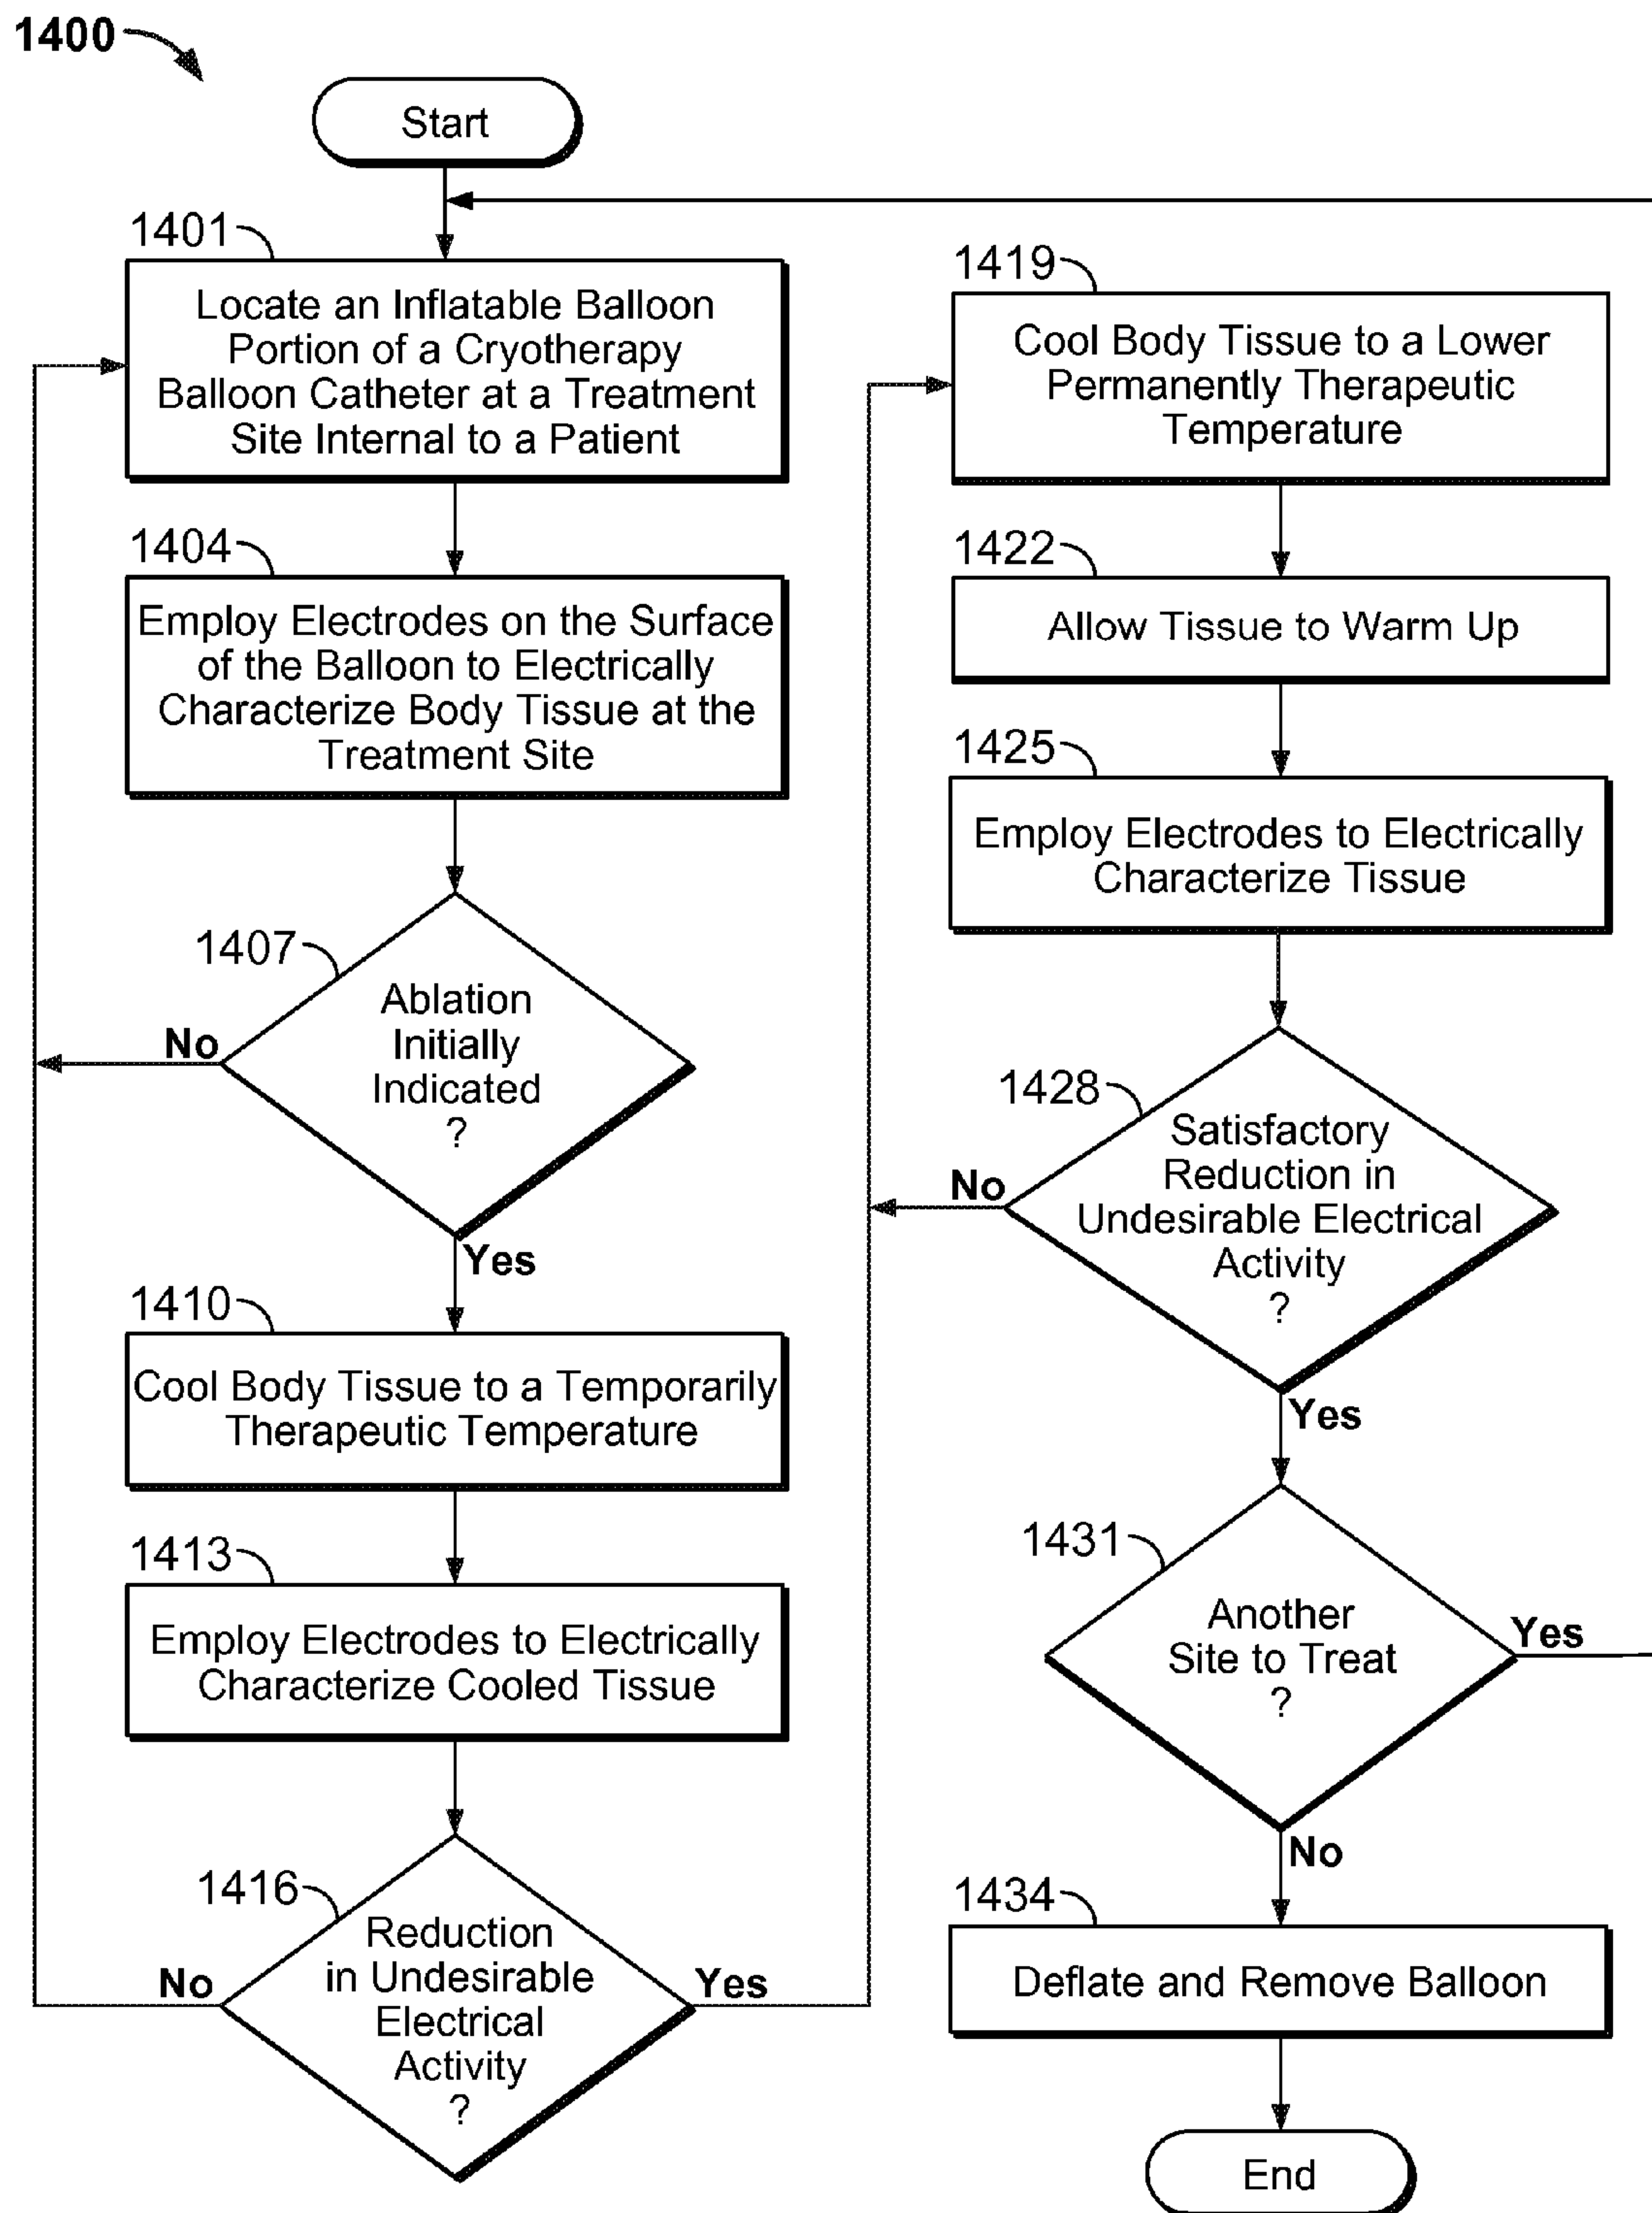 1400
Start
1401
Locate an Inflatable Balloon
Portion of a Cryotherapy
Balloon Catheter at a Treatment
Site Internal to a Patient
1404
Employ Electrodes on the Surface
of the Balloon to Electrically
Characterize Body Tissue at the
Treatment Site
1407
Ablation
Initially
Indicated
?
No
Yes
1410
Cool Body Tissue to a Temporarily
Therapeutic Temperature
1413
Employ Electrodes to Electrically
Characterize Cooled Tissue
1416
Reduction
in Undesirable
Electrical
Activity
?
No
Yes
1419
Cool Body Tissue to a Lower
Permanently Therapeutic
Temperature
1422
Allow Tissue to Warm Up
1425
Employ Electrodes to Electrically
Characterize Tissue
1428
Satisfactory
Reduction in
Undesirable Electrical
Activity
?
No
Yes
1431
Another
Site to Treat
?
Yes
No
1434
Deflate and Remove Balloon
End